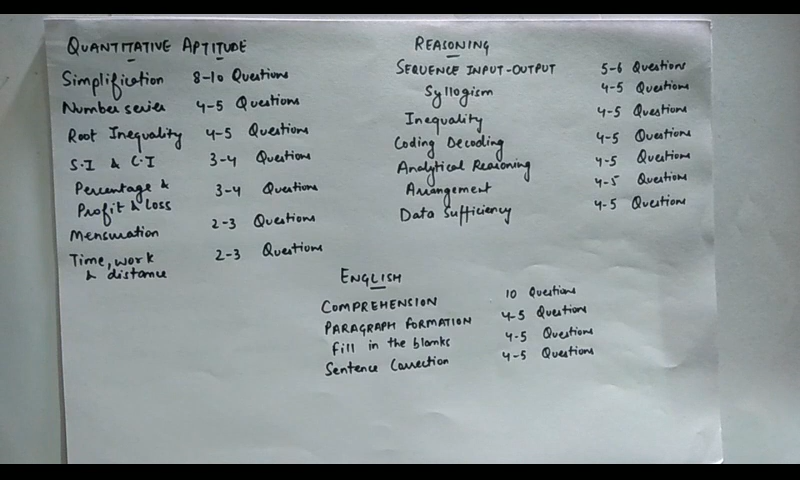 QUANTITATIVE APTITUDE
Simplification 8-10 Questions
Number series 4-5 Questions
Root Inequality 4-5 Questions
S.I & C.I 3-4 Questions
Percentage &
Profit & Loss 3-4 Questions
Mensuration 2-3 Questions
Time, work
& distance 2-3 Questions
REASONING
SEQUENCE INPUT-OUTPUT 5-6 Questions
Syllogism 4-5 Questions
Inequality 4-5 Questions
Coding Decoding 4-5 Questions
Analytical Reasoning 4-5 Questions
Arrangement 4-5 Questions
Data Sufficiency 4-5 Questions
ENGLISH
COMPREHENSION 10 Questions
PARAGRAPH FORMATION 4-5 Questions
Fill in the blanks 4-5 Questions
Sentence Correction 4-5 Questions